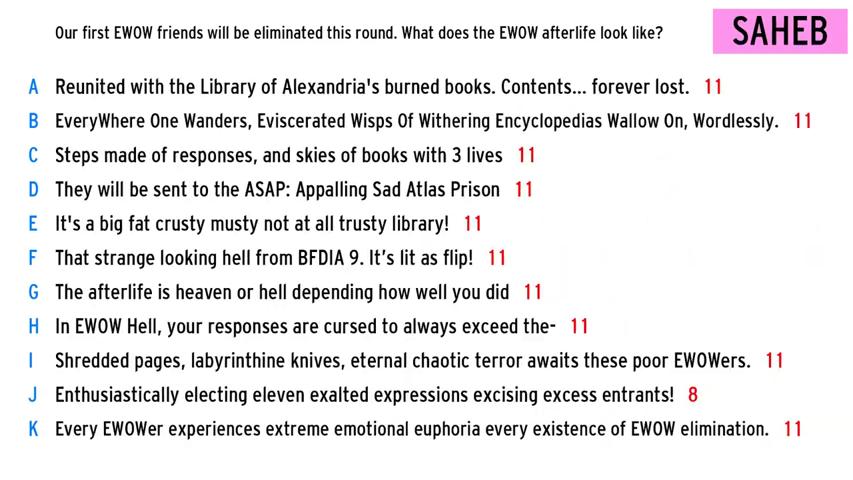 Our first EWOW friends will be eliminated this round. What does the EWOW afterlife look like?
SAHEB
A Reunited with the Library of Alexandria's burned books. Contents... forever lost. 11
B EveryWhere One Wanders, Eviscerated Wisps Of Withering Encyclopedias Wallow On, Wordlessly. 11
C Steps made of responses, and skies of books with 3 lives 11
D They will be sent to the ASAP: Appalling Sad Atlas Prison 11
E It's a big fat crusty musty not at all trusty library! 11
F That strange looking hell from BFDIA 9. It’s lit as flip! 11
G The afterlife is heaven or hell depending how well you did 11
H In EWOW Hell, your responses are cursed to always exceed the- 11
I Shredded pages, labyrinthine knives, eternal chaotic terror awaits these poor EWOWers. 11
J Enthusiastically electing eleven exalted expressions excising excess entrants! 8
K Every EWOWer experiences extreme emotional euphoria every existence of EWOW elimination. 11